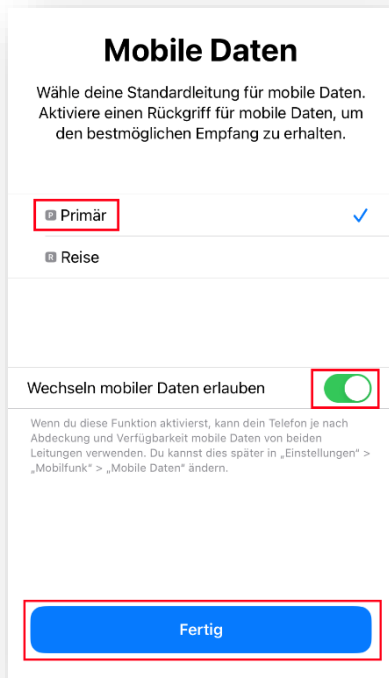 Mobile Daten
Wähle deine Standardleitung für mobile Daten.
Aktiviere einen Rückgriff für mobile Daten, um
den bestmöglichen Empfang zu erhalten.
P Primär
R Reise
Wechseln mobiler Daten erlauben
Wenn du diese Funktion aktivierst, kann dein Telefon je nach
Abdeckung und Verfügbarkeit mobile Daten von beiden
Leitungen verwenden. Du kannst dies später in „Einstellungen“ >
„Mobilfunk“ > „Mobile Daten“ ändern.
Fertig